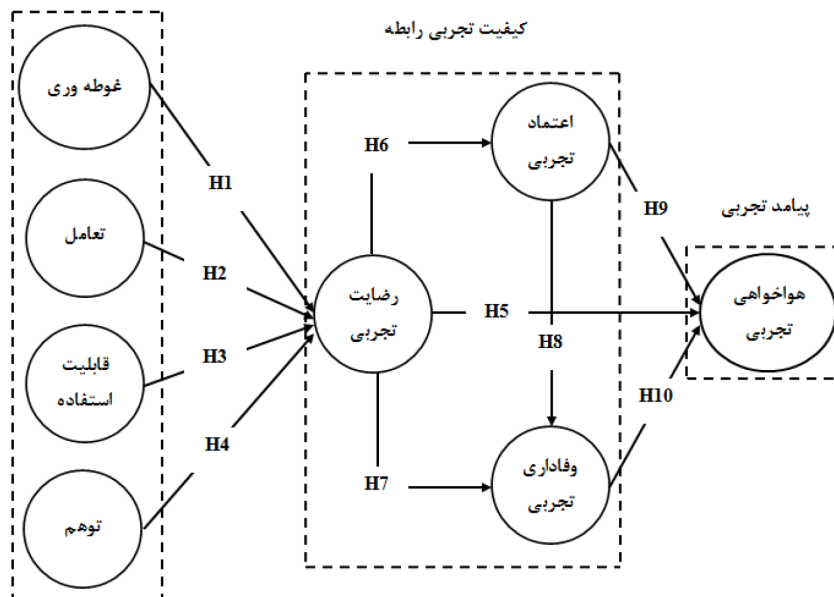 کیفیت تجربی رابطه
غوطه وری
اعتماد
تجربی
H6
H1
H9
پیامد تجربی
تعامل
H2
رضایت
تجربی
H5
هواخواهی
تجربی
H3
H8
قابلیت
استفاده
H10
H4
وفاداری
تجربی
H7
توهم